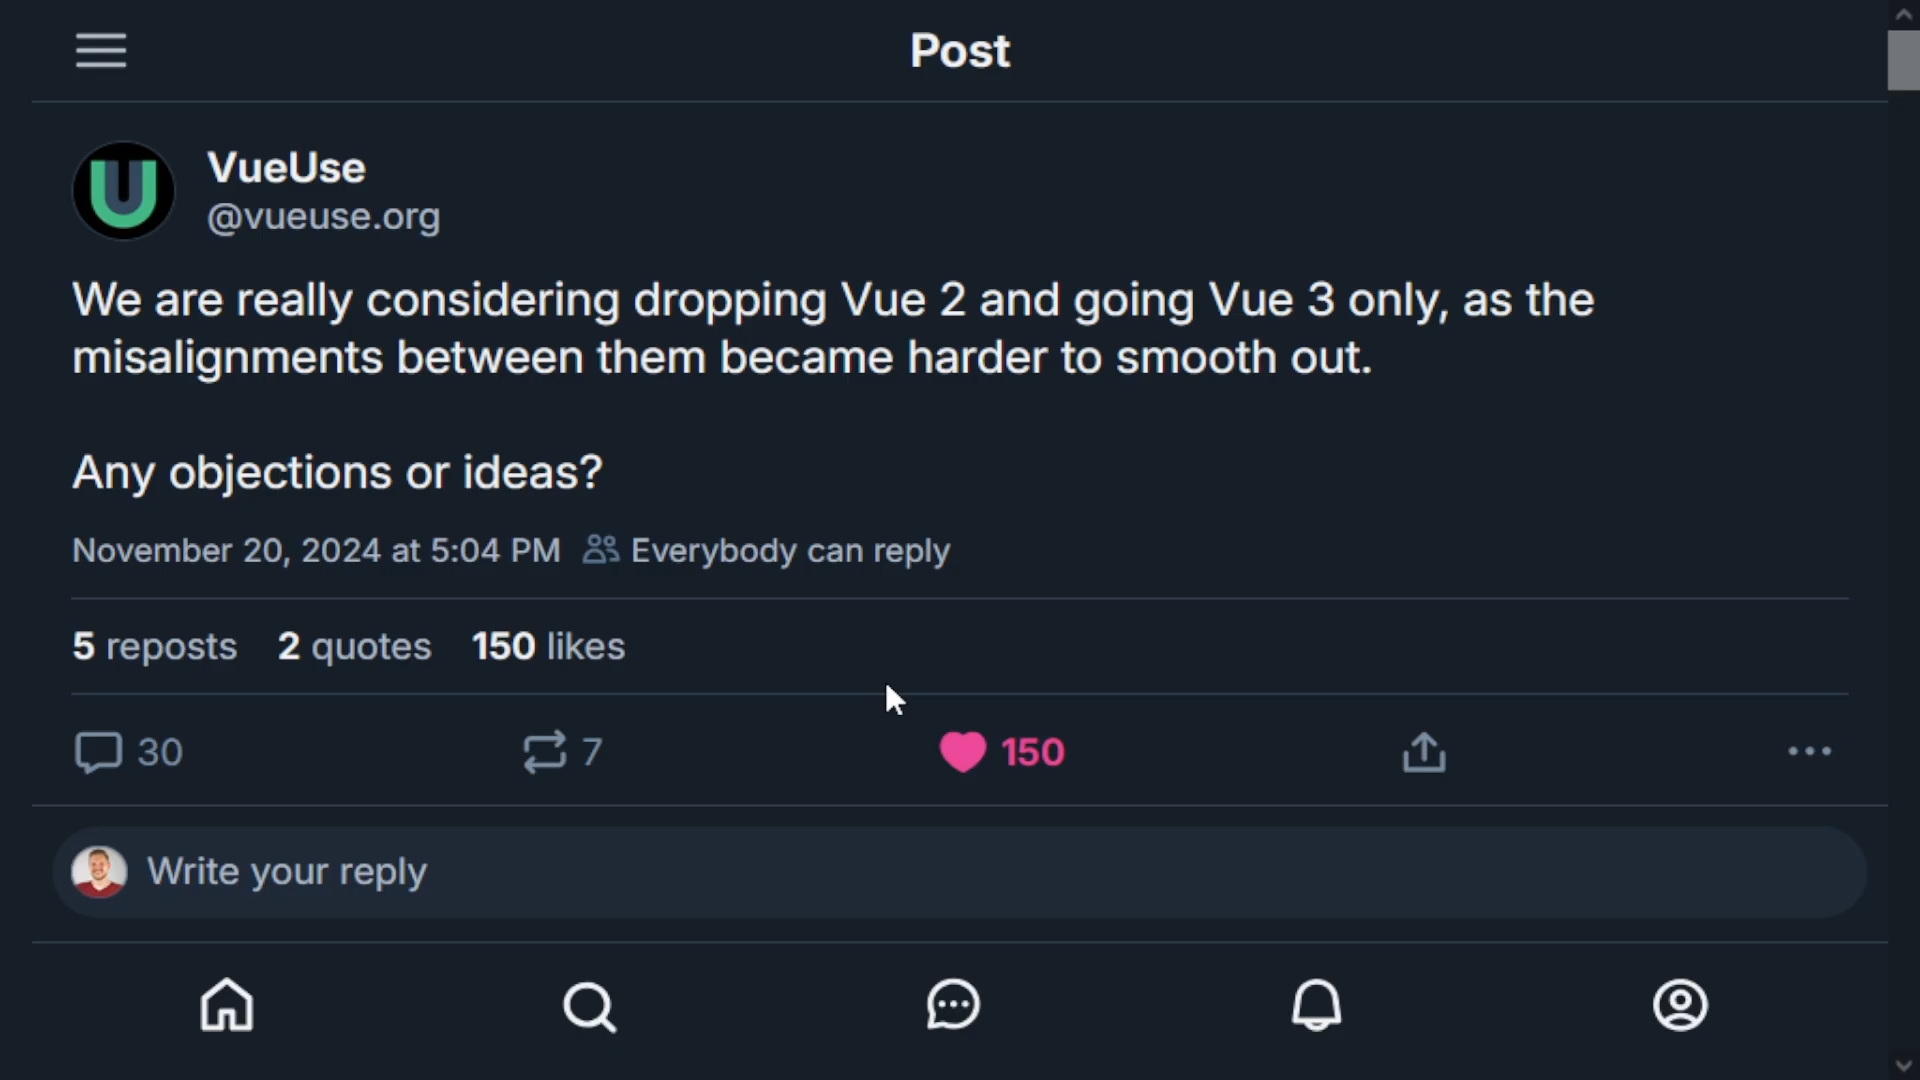 Post
VueUse
@vueuse.org
We are really considering dropping Vue 2 and going Vue 3 only, as the
misalignments between them became harder to smooth out.
Any objections or ideas?
November 20, 2024 at 5:04 PM Everybody can reply
5 reposts 2 quotes 150 likes
30 7 150
Write your reply